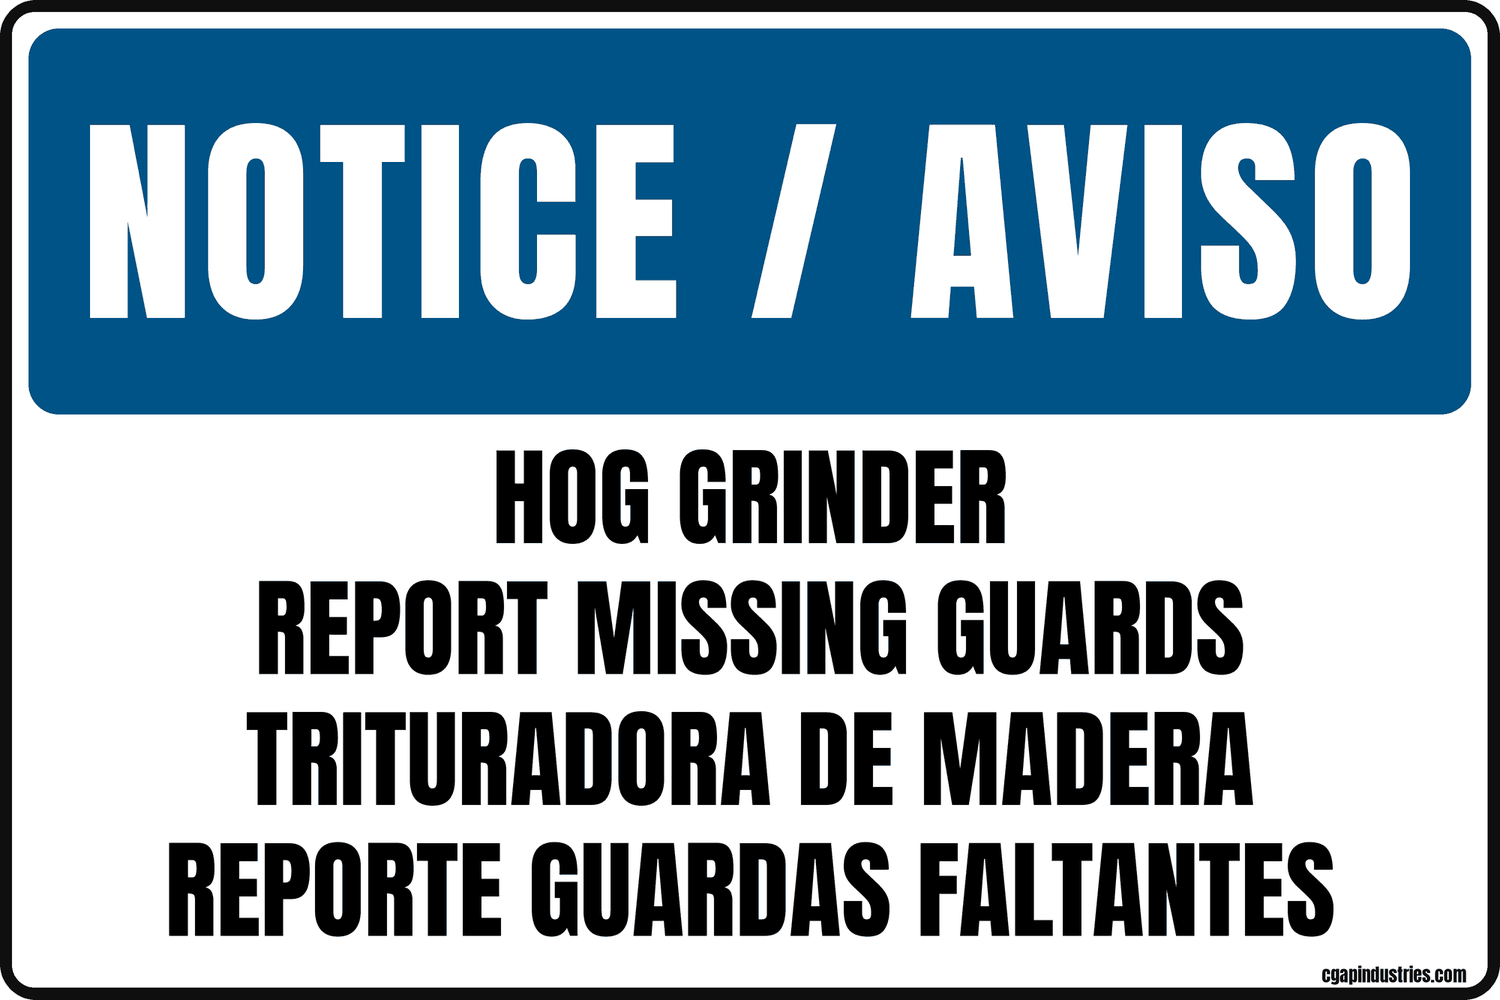 NOTICE / AVISO
HOG GRINDER
REPORT MISSING GUARDS
TRITURADORA DE MADERA
REPORTE GUARDAS FALTANTES
cgapindustries.com